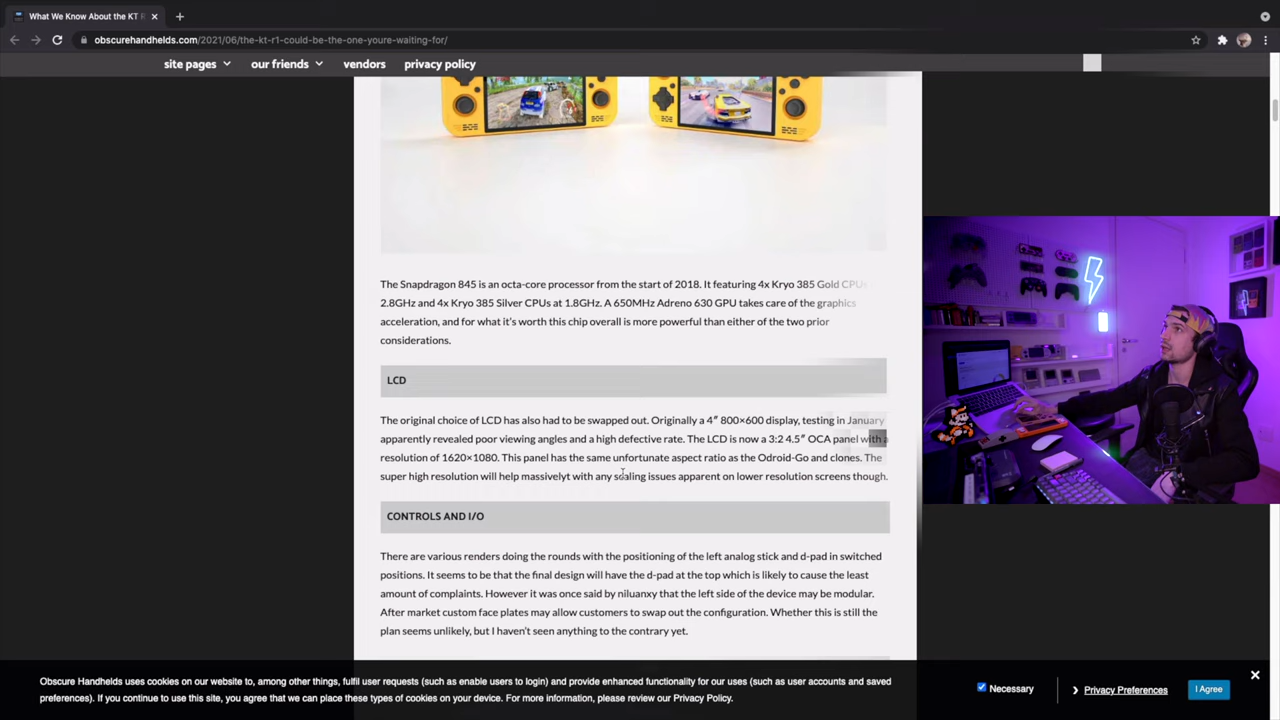 What We Know About the KT R
obscurehandhelds.com/2021/06/the-kt-r1-could-be-the-one-youre-waiting-for/
site pages our friends vendors privacy policy
The Snapdragon 845 is an octa-core processor from the start of 2018. It featuring 4x Kryo 385 Gold CPU
2.8GHz and 4x Kryo 385 Silver CPUs at 1.8GHz. A 650MHz Adreno 630 GPU takes care of the graphics
acceleration, and for what it's worth this chip overall is more powerful than either of the two prior
considerations.
LCD
The original choice of LCD has also had to be swapped out. Originally a 4″ 800×600 display, testing in January
apparently revealed poor viewing angles and a high defective rate. The LCD is now a 3:2 4.5″ OCA panel with a
resolution of 1620×1080. This panel has the same unfortunate aspect ratio as the Odroid-Go and clones. The
super high resolution will help massivelyt with any scaling issues apparent on lower resolution screens though.
CONTROLS AND I/O
There are various renders doing the rounds with the positioning of the left analog stick and d-pad in switched
positions. It seems to be that the final design will have the d-pad at the top which is likely to cause the least
amount of complaints. However it was once said by niluanxy that the left side of the device may be modular.
After market custom face plates may allow customers to swap out the configuration. Whether this is still the
plan seems unlikely, but I haven't seen anything to the contrary yet.
Obscure Handhelds uses cookies on our website to, among other things, fulfil user requests (such as enable users to login) and provide enhanced functionality for our uses (such as user accounts and saved
preferences). If you continue to use this site, you agree that we can place these types of cookies on your device. For more information, please review our Privacy Policy.
Necessary
Privacy Preferences
I Agree